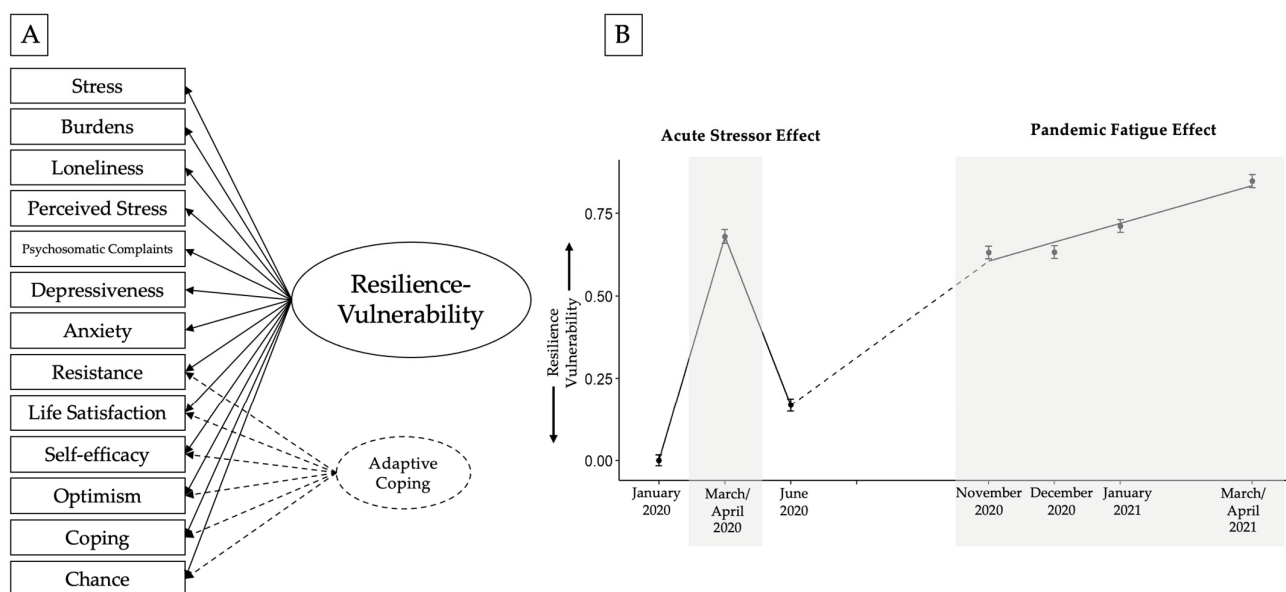 A
Stress
Burdens
Loneliness
Perceived Stress
Psychosomatic Complaints
Depressiveness
Anxiety
Resistance
Life Satisfaction
Self-efficacy
Optimism
Coping
Chance
Resilience-
Vulnerability
Adaptive
Coping
B
Acute Stressor Effect
Pandemic Fatigue Effect
Resilience
Vulnerability
0.75
0.50
0.25
0.00
January
2020
March/
April
2020
June
2020
November
2020
December
2020
January
2021
March/
April
2021